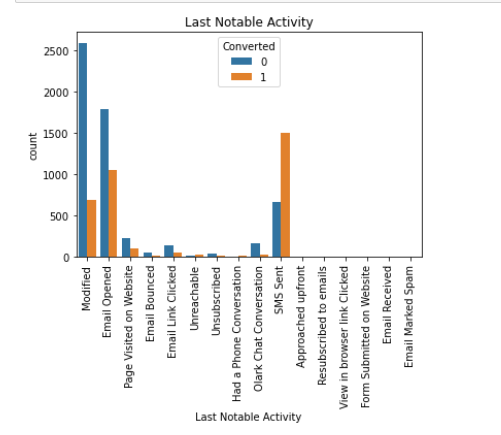 Last Notable Activity
Converted
0
1
count
2500
2000
1500
1000
500
0
Modified
Email Opened
Page Visited on Website
Email Bounced
Email Link Clicked
Unreachable
Unsubscribed
Had a Phone Conversation
Olark Chat Conversation
SMS Sent
Approached upfront
Resubscribed to emails
View in browser link Clicked
Form Submitted on Website
Email Received
Email Marked Spam
Last Notable Activity